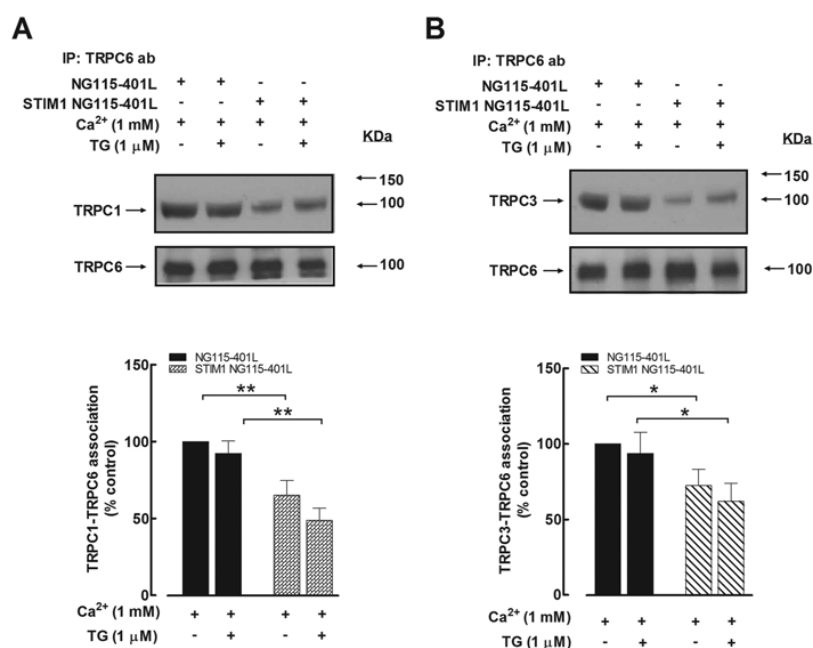 A
IP: TRPC6 ab
NG115-401L + + - -
STIM1 NG115-401L - - + +
Ca²⁺ (1 mM) + + + +
TG (1 μM) - + - +
KDa
150
TRPC1 100
TRPC6 100
150
100
50
0
TRPC1-TRPC6 association
(% control)
NG115-401L
STIM1 NG115-401L
**
**
Ca²⁺ (1 mM) + + + +
TG (1 μM) - + - +
B
IP: TRPC6 ab
NG115-401L + + - -
STIM1 NG115-401L - - + +
Ca²⁺ (1 mM) + + + +
TG (1 μM) - + - +
KDa
150
TRPC3 100
TRPC6 100
150
100
50
0
TRPC3-TRPC6 association
(% control)
NG115-401L
STIM1 NG115-401L
*
*
Ca²⁺ (1 mM) + + + +
TG (1 μM) - + - +